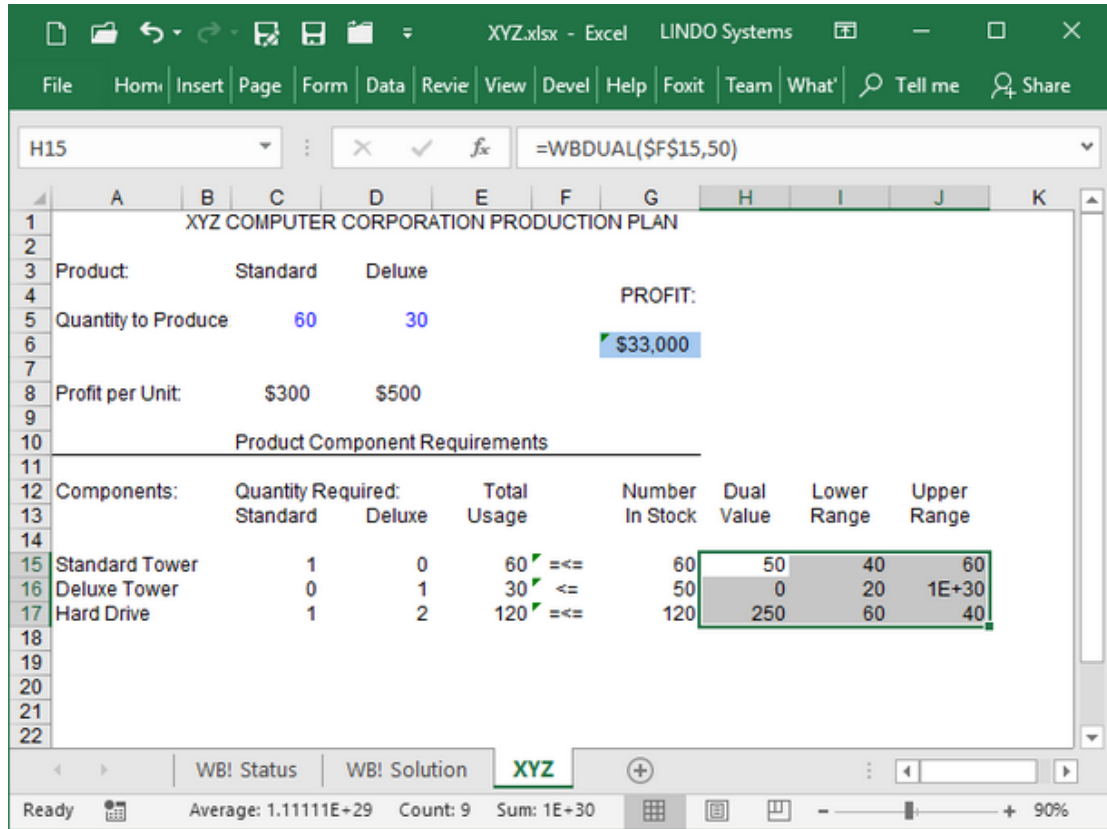 XYZ.xlsx - Excel LINDO Systems
File Hom Insert Page Form Data Revie View Devel Help Foxit Team What' Tell me Share
H15 fx =WBDUAL($F$15,50)
A B C D E F G H I J K
1 XYZ COMPUTER CORPORATION PRODUCTION PLAN
2
3 Product: Standard Deluxe
4 PROFIT:
5 Quantity to Produce 60 30
6 $33,000
7
8 Profit per Unit: $300 $500
9
10 Product Component Requirements
11
12 Components: Quantity Required: Total Number Dual Lower Upper
13 Standard Deluxe Usage In Stock Value Range Range
14
15 Standard Tower 1 0 60 =<= 60 50 40 60
16 Deluxe Tower 0 1 30 <= 50 0 20 1E+30
17 Hard Drive 1 2 120 =<= 120 250 60 40
18
19
20
21
22
WB! Status WB! Solution XYZ
Ready Average: 1.11111E+29 Count: 9 Sum: 1E+30 90%